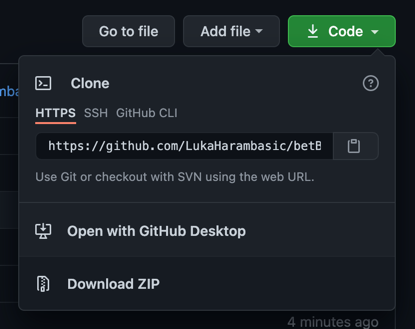 Go to file Add file Code
Clone
HTTPS SSH GitHub CLI
https://github.com/LukaHarambasic/betB
Use Git or checkout with SVN using the web URL.
Open with GitHub Desktop
Download ZIP
4 minutes ago